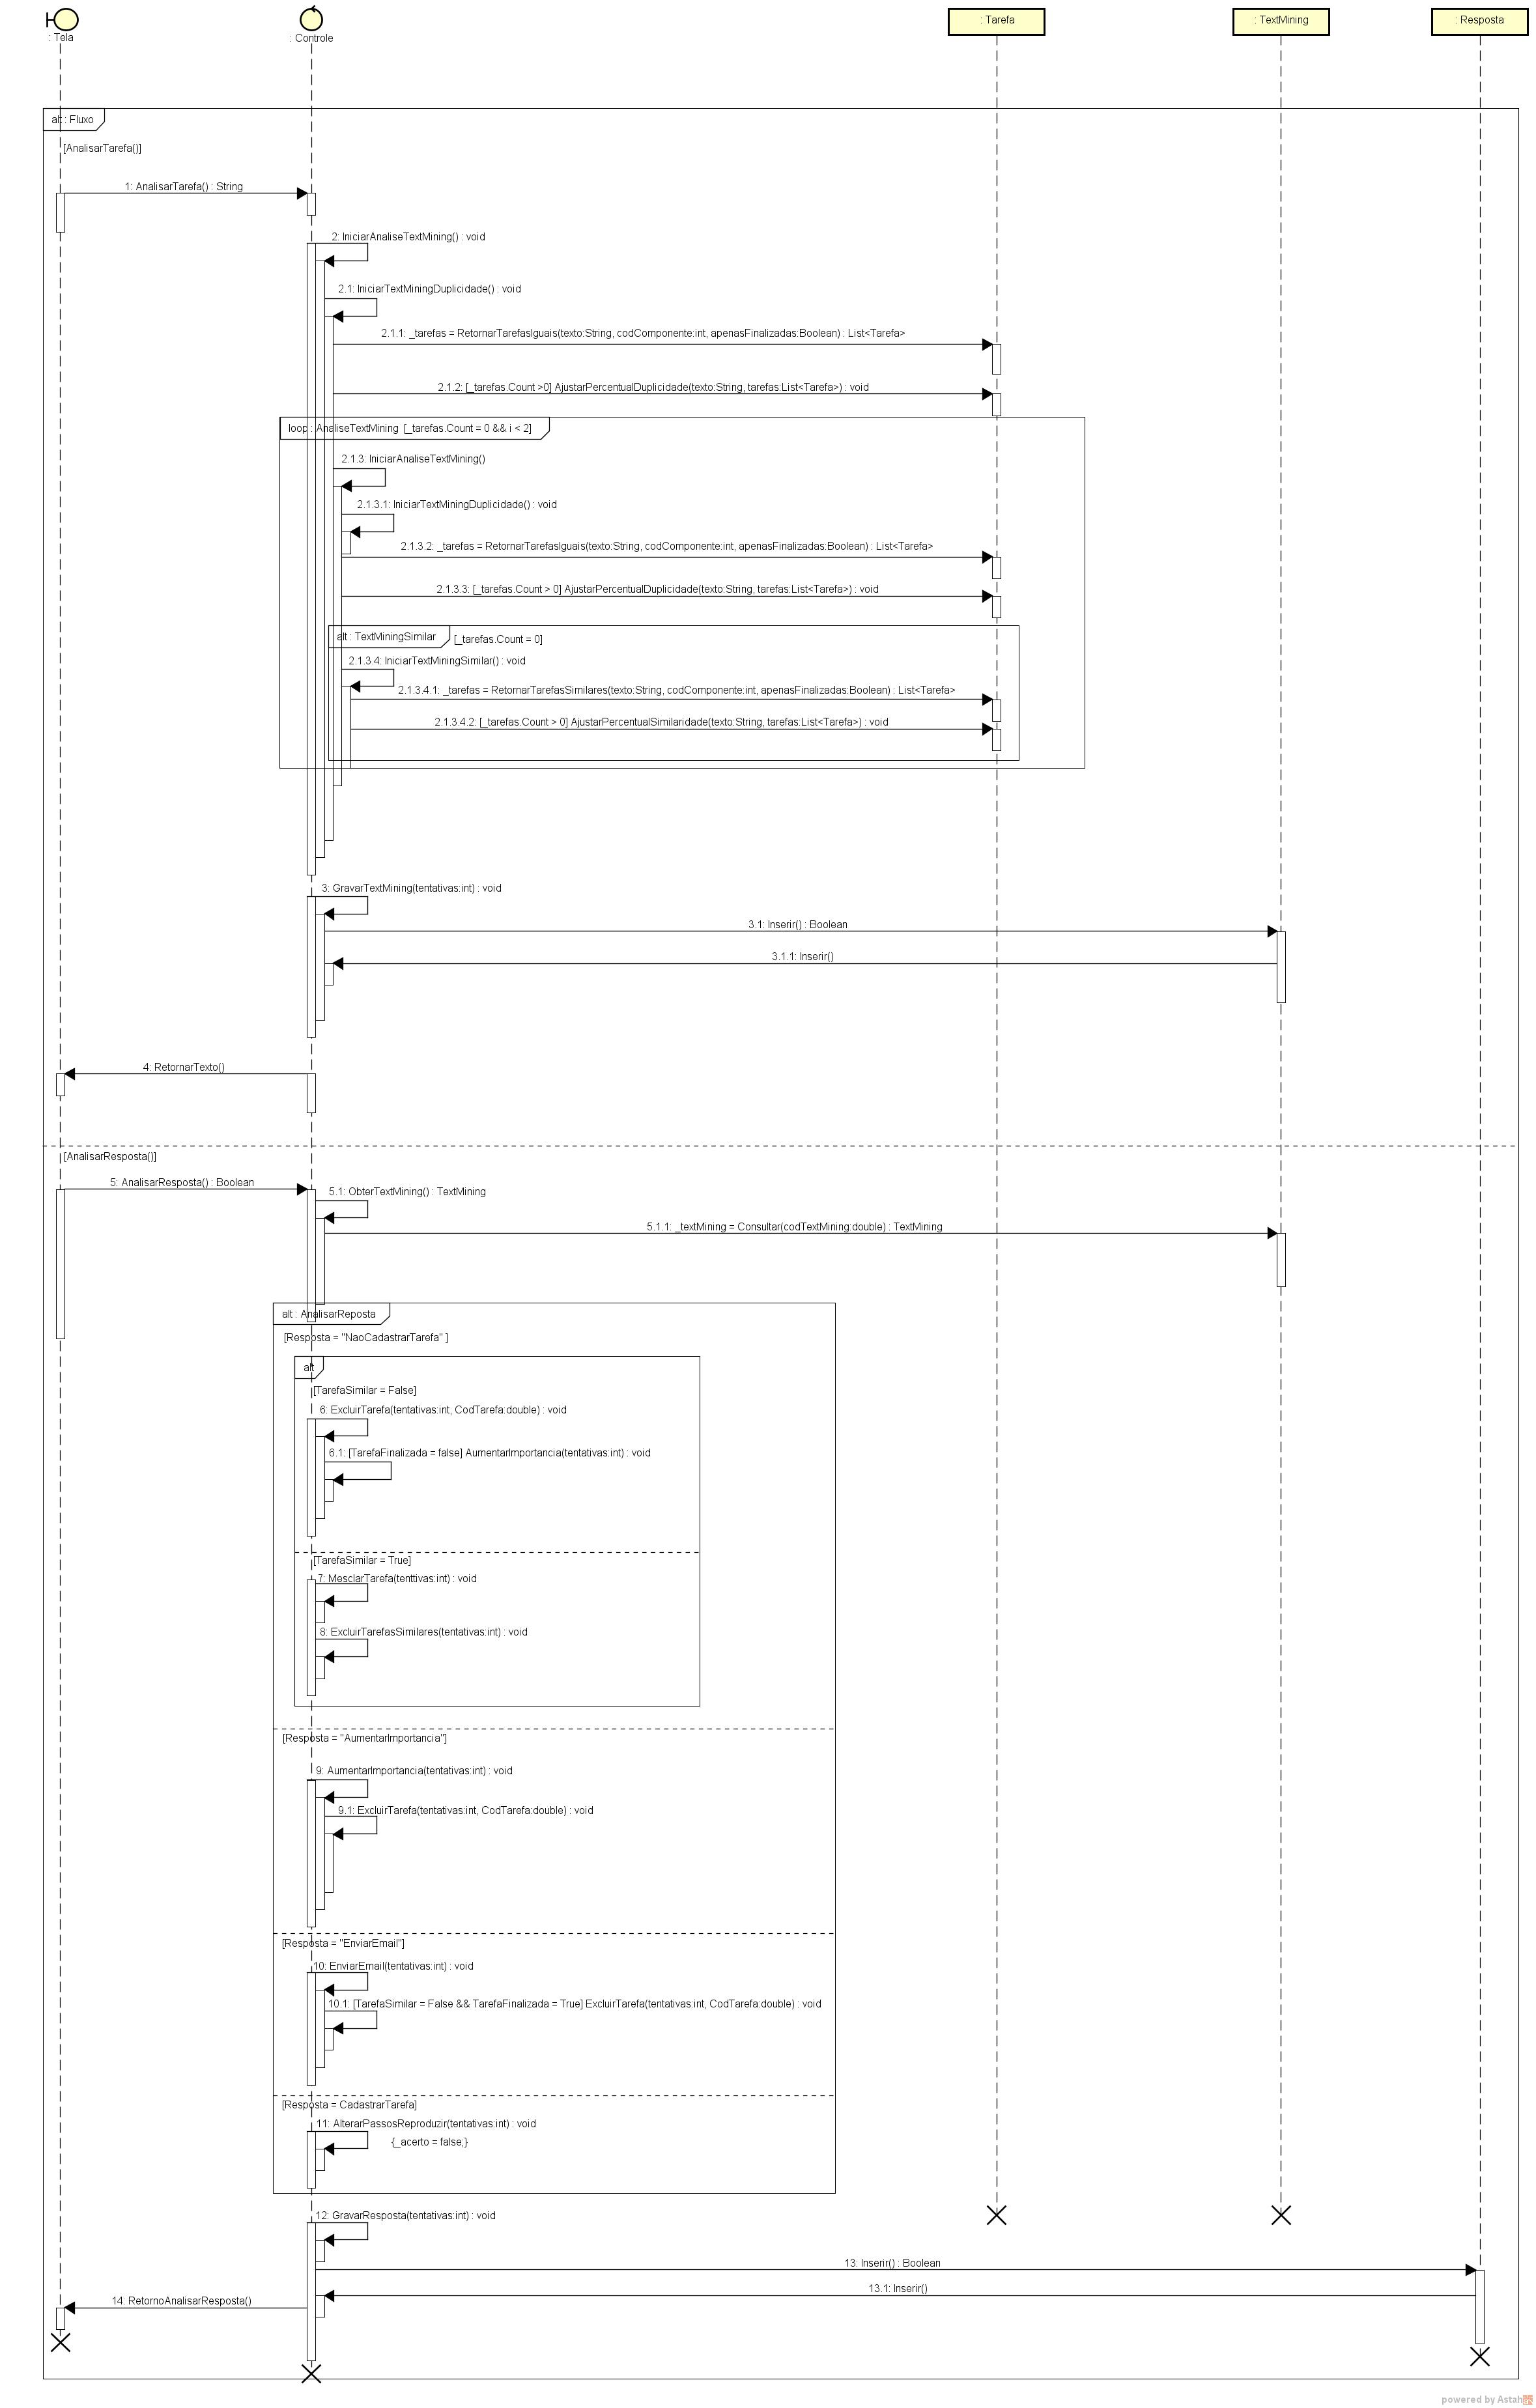 : Tela
: Controle
: Tarefa
: TextMining
: Resposta
alt : Fluxo
[AnalisarTarefa()]
1: AnalisarTarefa() : String
2: IniciarAnaliseTextMining() : void
2.1: IniciarTextMiningDuplicidade() : void
2.1.1: _tarefas = RetornarTarefasIguais(texto:String, codComponente:int, apenasFinalizadas:Boolean) : List<Tarefa>
2.1.2: [_tarefas.Count >0] AjustarPercentualDuplicidade(texto:String, tarefas:List<Tarefa>) : void
loop : AnaliseTextMining [_tarefas.Count = 0 && i < 2]
2.1.3: IniciarAnaliseTextMining()
2.1.3.1: IniciarTextMiningDuplicidade() : void
2.1.3.2: _tarefas = RetornarTarefasIguais(texto:String, codComponente:int, apenasFinalizadas:Boolean) : List<Tarefa>
2.1.3.3: [_tarefas.Count > 0] AjustarPercentualDuplicidade(texto:String, tarefas:List<Tarefa>) : void
alt : TextMiningSimilar [_tarefas.Count = 0]
2.1.3.4: IniciarTextMiningSimilar() : void
2.1.3.4.1: _tarefas = RetornarTarefasSimilares(texto:String, codComponente:int, apenasFinalizadas:Boolean) : List<Tarefa>
2.1.3.4.2: [_tarefas.Count > 0] AjustarPercentualSimilaridade(texto:String, tarefas:List<Tarefa>) : void
3: GravarTextMining(tentativas:int) : void
3.1: Inserir() : Boolean
3.1.1: Inserir()
4: RetornarTexto()
[AnalisarResposta()]
5: AnalisarResposta() : Boolean
5.1: ObterTextMining() : TextMining
5.1.1: _textMining = Consultar(codTextMining:double) : TextMining
alt : AnalisarReposta
[Resposta = "NaoCadastrarTarefa" ]
alt
[TarefaSimilar = False]
6: ExcluirTarefa(tentativas:int, CodTarefa:double) : void
6.1: [TarefaFinalizada = false] AumentarImportancia(tentativas:int) : void
[TarefaSimilar = True]
7: MesclarTarefa(tenttivas:int) : void
8: ExcluirTarefasSimilares(tentativas:int) : void
[Resposta = "AumentarImportancia"]
9: AumentarImportancia(tentativas:int) : void
9.1: ExcluirTarefa(tentativas:int, CodTarefa:double) : void
[Resposta = "EnviarEmail"]
10: EnviarEmail(tentativas:int) : void
10.1: [TarefaSimilar = False && TarefaFinalizada = True] ExcluirTarefa(tentativas:int, CodTarefa:double) : void
[Resposta = CadastrarTarefa]
11: AlterarPassosReproduzir(tentativas:int) : void
{_acerto = false;}
12: GravarResposta(tentativas:int) : void
13: Inserir() : Boolean
13.1: Inserir()
14: RetornoAnalisarResposta()
powered by Astah